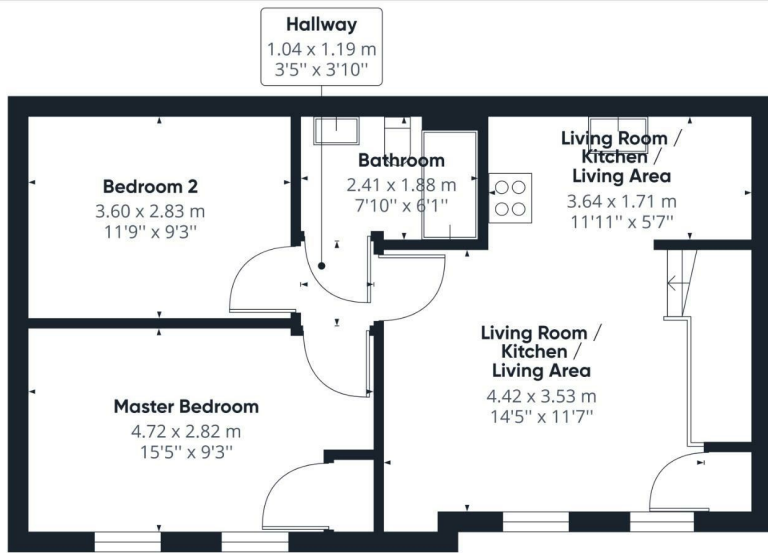 Hallway
1.04 x 1.19 m
3'5" x 3'10"
Bedroom 2
3.60 x 2.83 m
11'9" x 9'3"
Bathroom
2.41 x 1.88 m
7'10" x 6'1"
Living Room /
Kitchen /
Living Area
3.64 x 1.71 m
11'11" x 5'7"
Living Room /
Kitchen /
Living Area
4.42 x 3.53 m
14'5" x 11'7"
Master Bedroom
4.72 x 2.82 m
15'5" x 9'3"